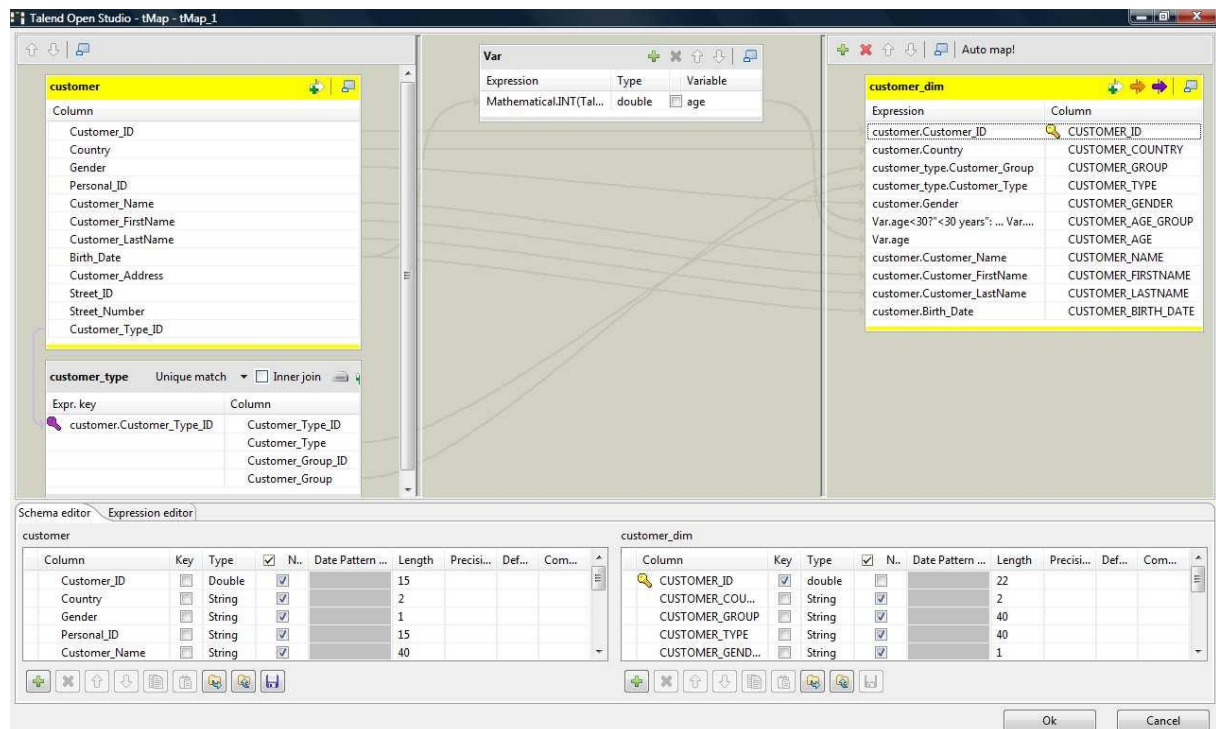 Talend Open Studio - tMap - tMap_1
customer
Column
Customer_ID
Country
Gender
Personal_ID
Customer_Name
Customer_FirstName
Customer_LastName
Birth_Date
Customer_Address
Street_ID
Street_Number
Customer_Type_ID
customer_type Unique match Inner join
Expr. key Column
customer.Customer_Type_ID Customer_Type_ID
Customer_Type
Customer_Group_ID
Customer_Group
Var
Expression Type Variable
Mathematical.INT(Tal... double age
Auto map!
customer_dim
Expression Column
customer.Customer_ID CUSTOMER_ID
customer.Country CUSTOMER_COUNTRY
customer_type.Customer_Group CUSTOMER_GROUP
customer_type.Customer_Type CUSTOMER_TYPE
customer.Gender CUSTOMER_GENDER
Var.age<30?"<30 years": ... Var.... CUSTOMER_AGE_GROUP
Var.age CUSTOMER_AGE
customer.Customer_Name CUSTOMER_NAME
customer.Customer_FirstName CUSTOMER_FIRSTNAME
customer.Customer_LastName CUSTOMER_LASTNAME
customer.Birth_Date CUSTOMER_BIRTH_DATE
Schema editor Expression editor
customer
Column Key Type N.. Date Pattern ... Length Precisi... Def... Com...
Customer_ID Double 15
Country String 2
Gender String 1
Personal_ID String 15
Customer_Name String 40
customer_dim
Column Key Type N.. Date Pattern ... Length Precisi... Def... Com...
CUSTOMER_ID double 22
CUSTOMER_COU... String 2
CUSTOMER_GROUP String 40
CUSTOMER_TYPE String 40
CUSTOMER_GEND... String 1
Ok Cancel